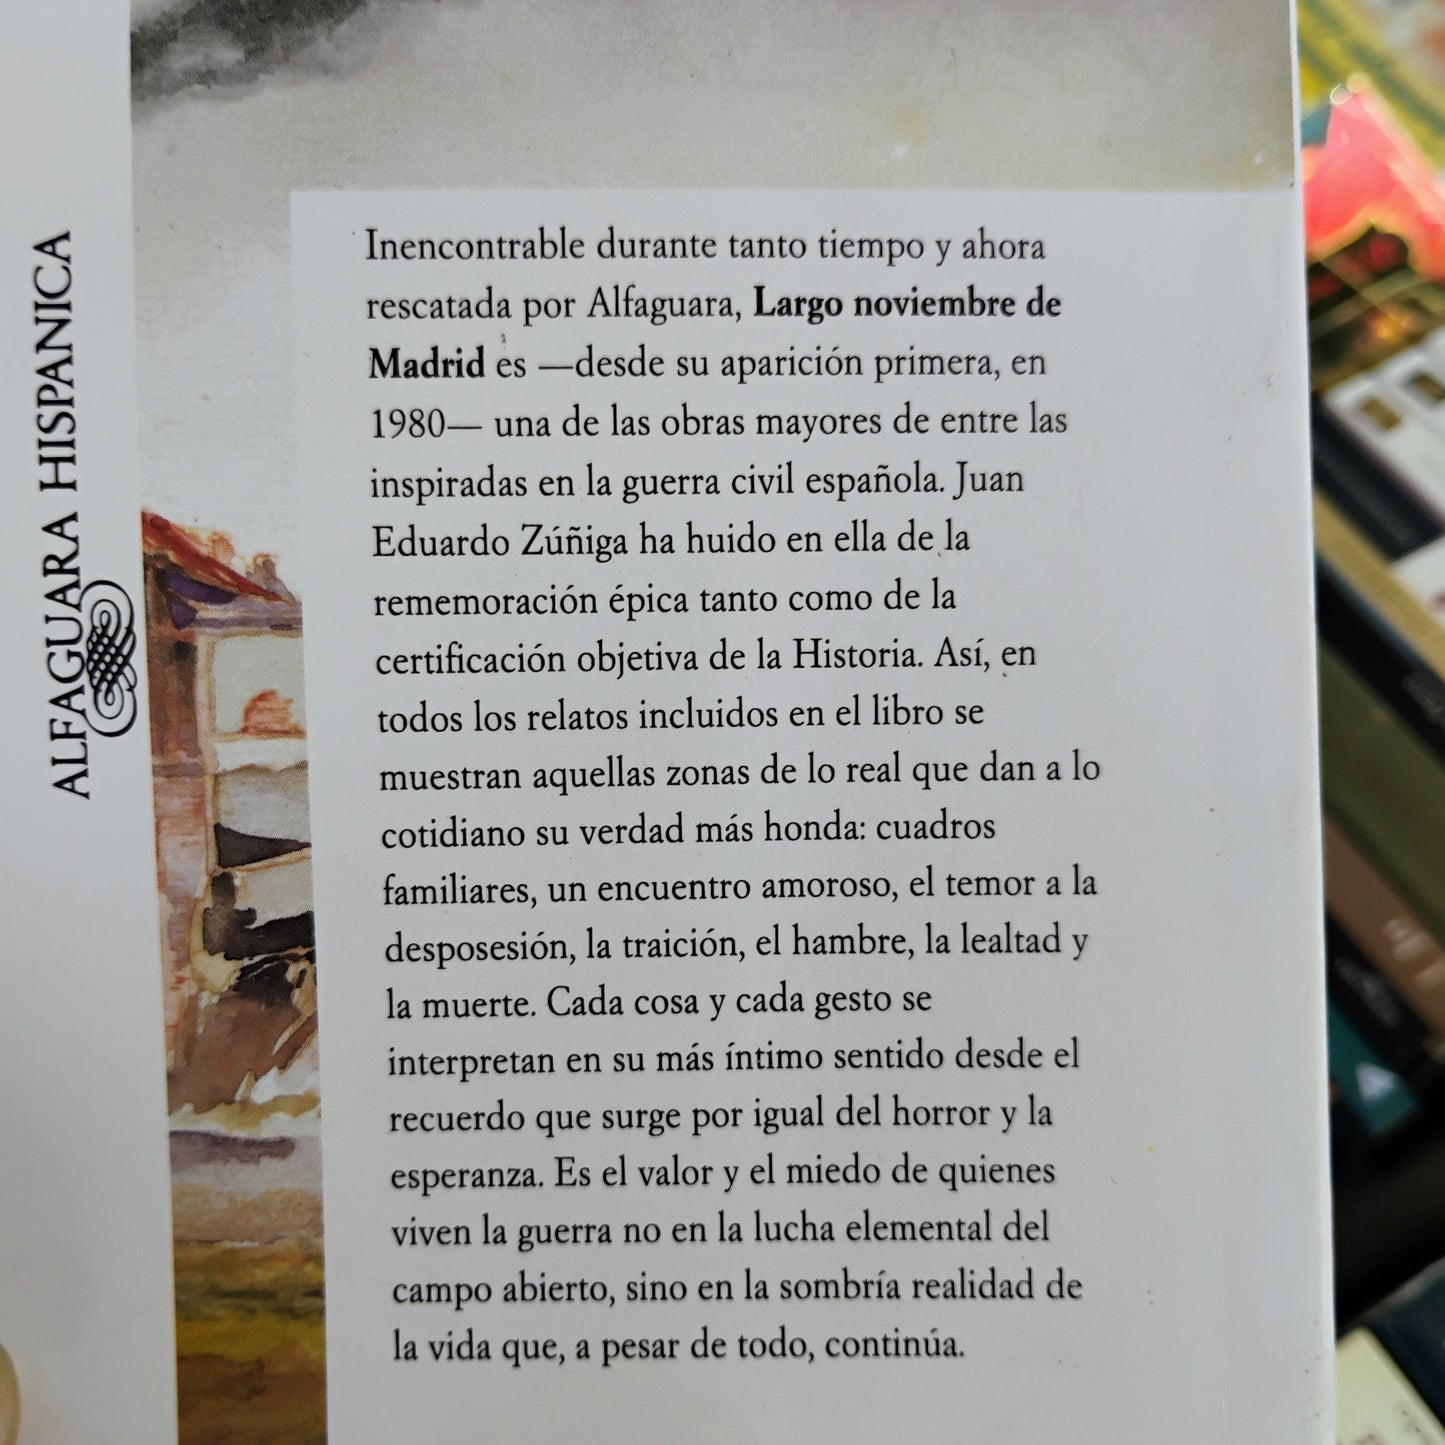 ALFAGUARA HISPANICA
Inencontrable durante tanto tiempo y ahora
rescatada por Alfaguara, Largo noviembre de
Madrid es —desde su aparición primera, en
1980— una de las obras mayores de entre las
inspiradas en la guerra civil española. Juan
Eduardo Zúñiga ha huido en ella de la
rememoración épica tanto como de la
certificación objetiva de la Historia. Así, en
todos los relatos incluidos en el libro se
muestran aquellas zonas de lo real que dan a lo
cotidiano su verdad más honda: cuadros
familiares, un encuentro amoroso, el temor a la
desposesión, la traición, el hambre, la lealtad y
la muerte. Cada cosa y cada gesto se
interpretan en su más íntimo sentido desde el
recuerdo que surge por igual del horror y la
esperanza. Es el valor y el miedo de quienes
viven la guerra no en la lucha elemental del
campo abierto, sino en la sombría realidad de
la vida que, a pesar de todo, continúa.